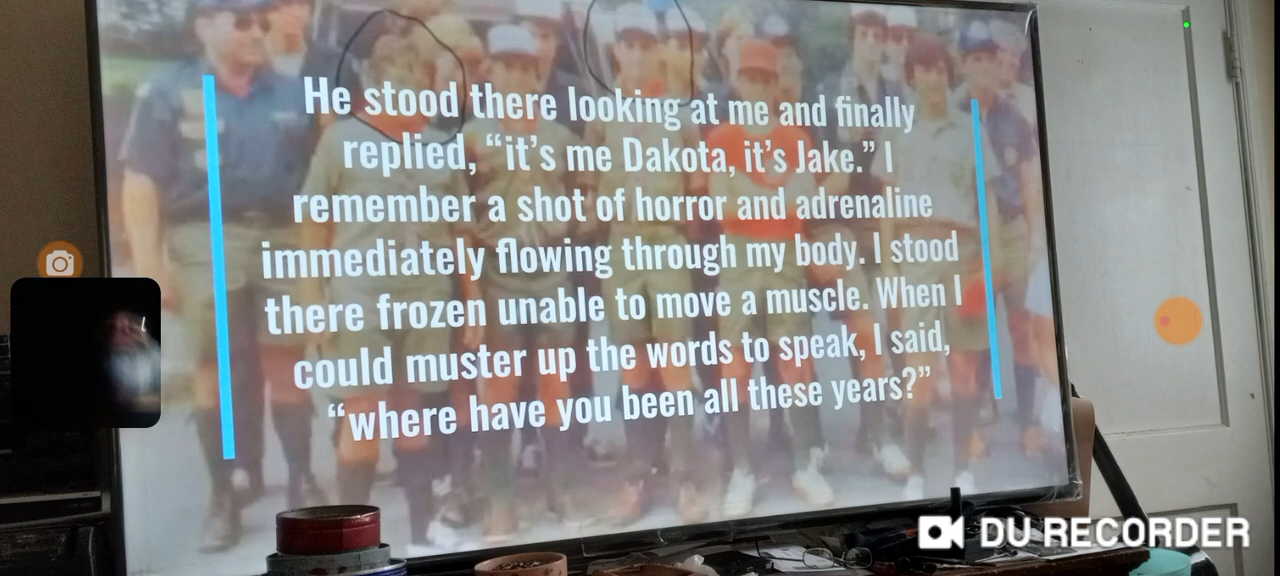 He stood there looking at me and finally
replied, “it’s me Dakota, it’s Jake.” I
remember a shot of horror and adrenaline
immediately flowing through my body. I stood
there frozen unable to move a muscle. When I
could muster up the words to speak, I said,
“where have you been all these years?”
DU RECORDER